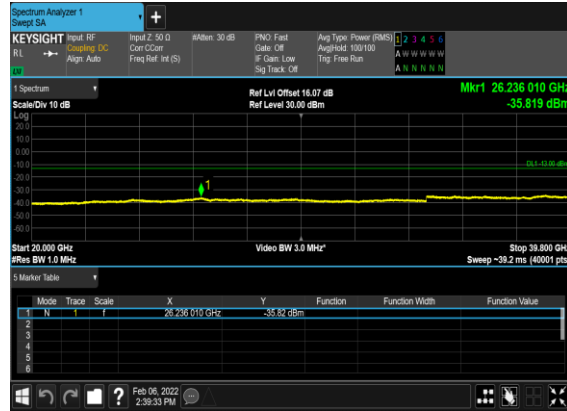 Spectrum Analyzer 1
Swept SA
+
KEYSIGHT Input: RF Input Z: 50 Ω #Atten: 30 dB PNO: Fast Avg Type: Power (RMS) 1 2 3 4 5 6
R L Coupling: DC Corr CCorr Gate: Off Avg|Hold: 100/100 A W W W W W
Align: Auto Freq Ref: Int (S) IF Gain: Low Trig: Free Run
Sig Track: Off A N N N N N
1 Spectrum Ref Lvl Offset 16.07 dB Mkr1 26.236 010 GHz
Scale/Div 10 dB Ref Level 30.00 dBm -35.819 dBm
Log
20.0
10.0
0.00
-10.0
DL1 -13.00 dBm
-20.0
-30.0
1
-40.0
-50.0
-60.0
Start 20.000 GHz Video BW 3.0 MHz* Stop 39.800 GHz
#Res BW 1.0 MHz Sweep ~39.2 ms (40001 pts)
5 Marker Table
Mode Trace Scale X Y Function Function Width Function Value
1 N 1 f 26.236 010 GHz -35.82 dBm
2
3
4
5
6
? Feb 06, 2022
2:39:33 PM